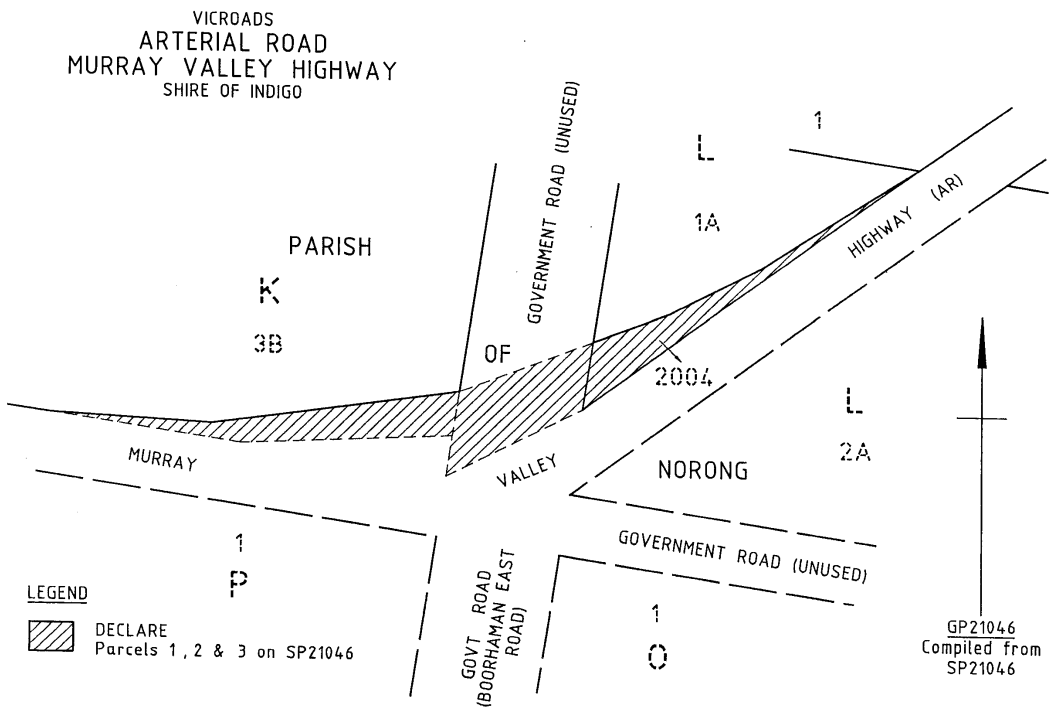 VICROADS
ARTERIAL ROAD
MURRAY VALLEY HIGHWAY
SHIRE OF INDIGO
GOVERNMENT ROAD (UNUSED)
L
1
1A
HIGHWAY (AR)
PARISH
K
3B
OF
2004
L
2A
MURRAY
VALLEY
NORONG
GOVERNMENT ROAD (UNUSED)
1
P
GOVT ROAD
(BOORHAMAN EAST
ROAD)
1
O
LEGEND
DECLARE
Parcels 1, 2 & 3 on SP21046
GP21046
Compiled from
SP21046